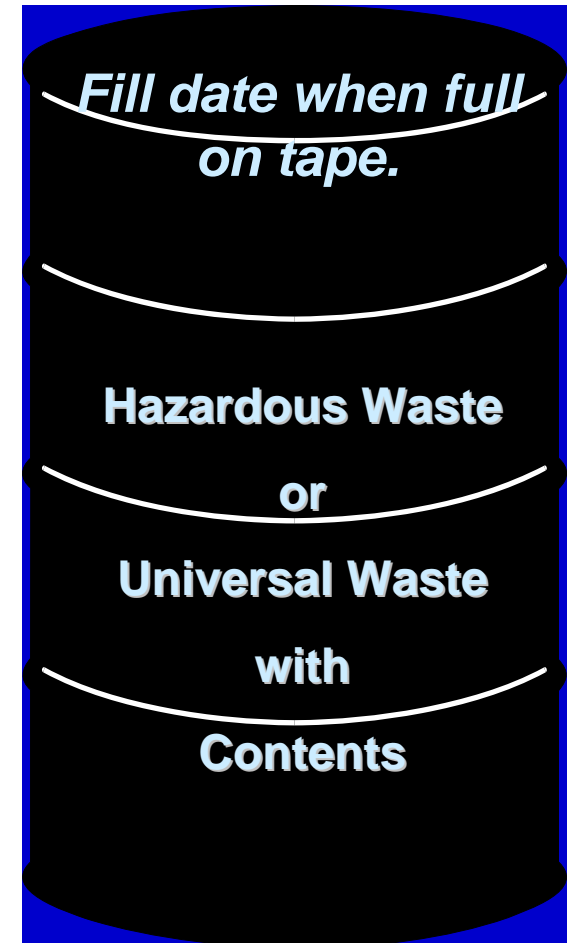 Fill date when full
on tape.
Hazardous Waste
or
Universal Waste
with
Contents